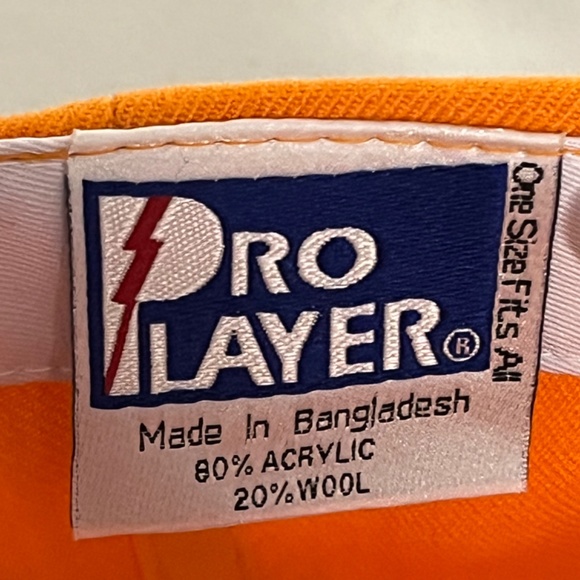 PRO
PLAYER®
One Size Fits All
Made In Bangladesh
80% ACRYLIC
20% WOOL